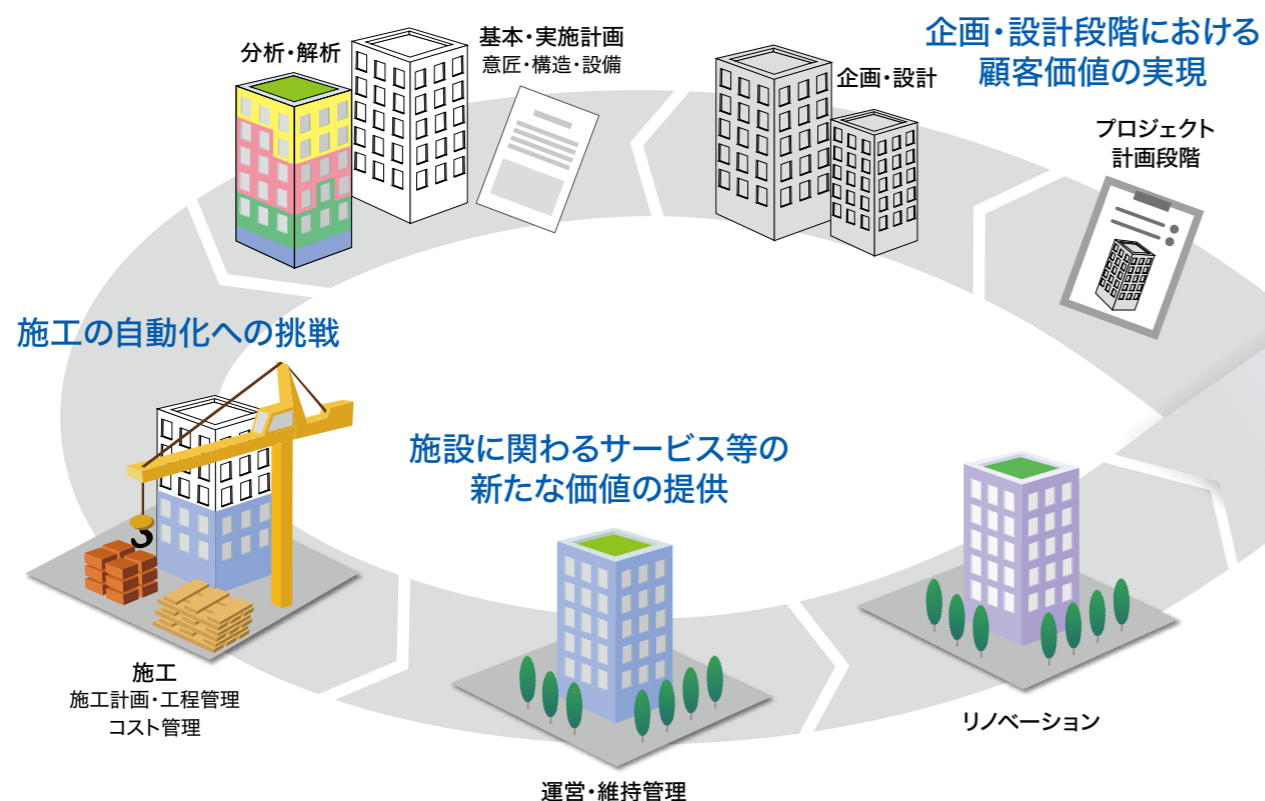 企画・設計段階における
顧客価値の実現
プロジェクト
計画段階
企画・設計
基本・実施計画
意匠・構造・設備
分析・解析
施工の自動化への挑戦
施工
施工計画・工程管理
コスト管理
施設に関わるサービス等の
新たな価値の提供
運営・維持管理
リノベーション